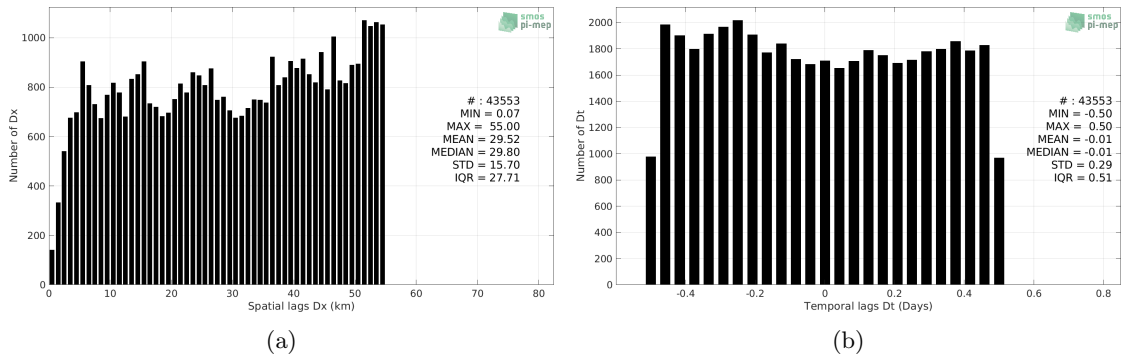 smos
pi-mep
1000
800
600
400
200
0
Number of Dx
# : 43553
MIN = 0.07
MAX = 55.00
MEAN = 29.52
MEDIAN = 29.80
STD = 15.70
IQR = 27.71
0 10 20 30 40 50 60 70 80
Spatial lags Dx (km)
(a)
smos
pi-mep
2000
1800
1600
1400
1200
1000
800
600
400
200
0
Number of Dt
# : 43553
MIN = -0.50
MAX = 0.50
MEAN = -0.01
MEDIAN = -0.01
STD = 0.29
IQR = 0.51
-0.4 -0.2 0 0.2 0.4 0.6 0.8
Temporal lags Dt (Days)
(b)